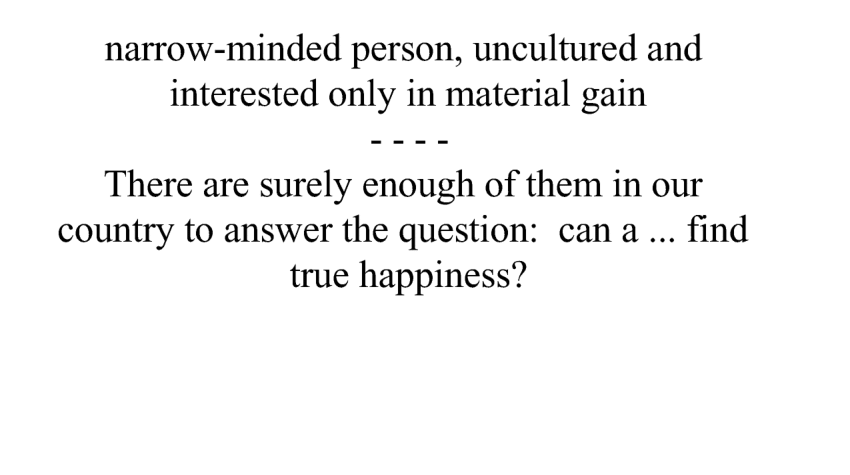 narrow-minded person, uncultured and
interested only in material gain
- - - -
There are surely enough of them in our
country to answer the question:  can a ... find
true happiness?